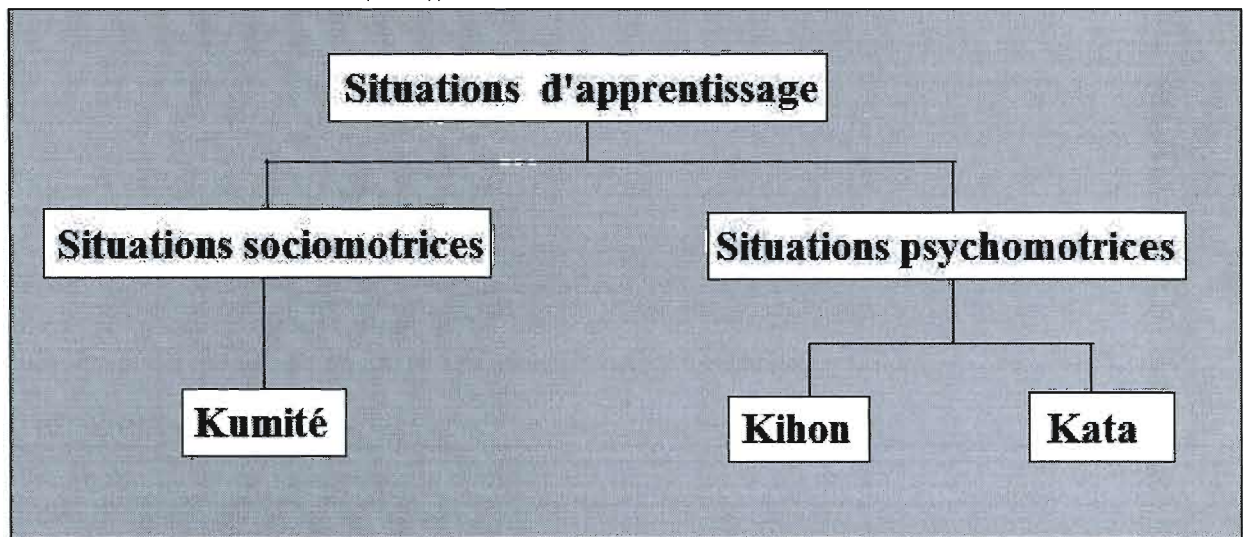 Situations d'apprentissage
Situations sociomotrices
Situations psychomotrices
Kumité
Kihon
Kata